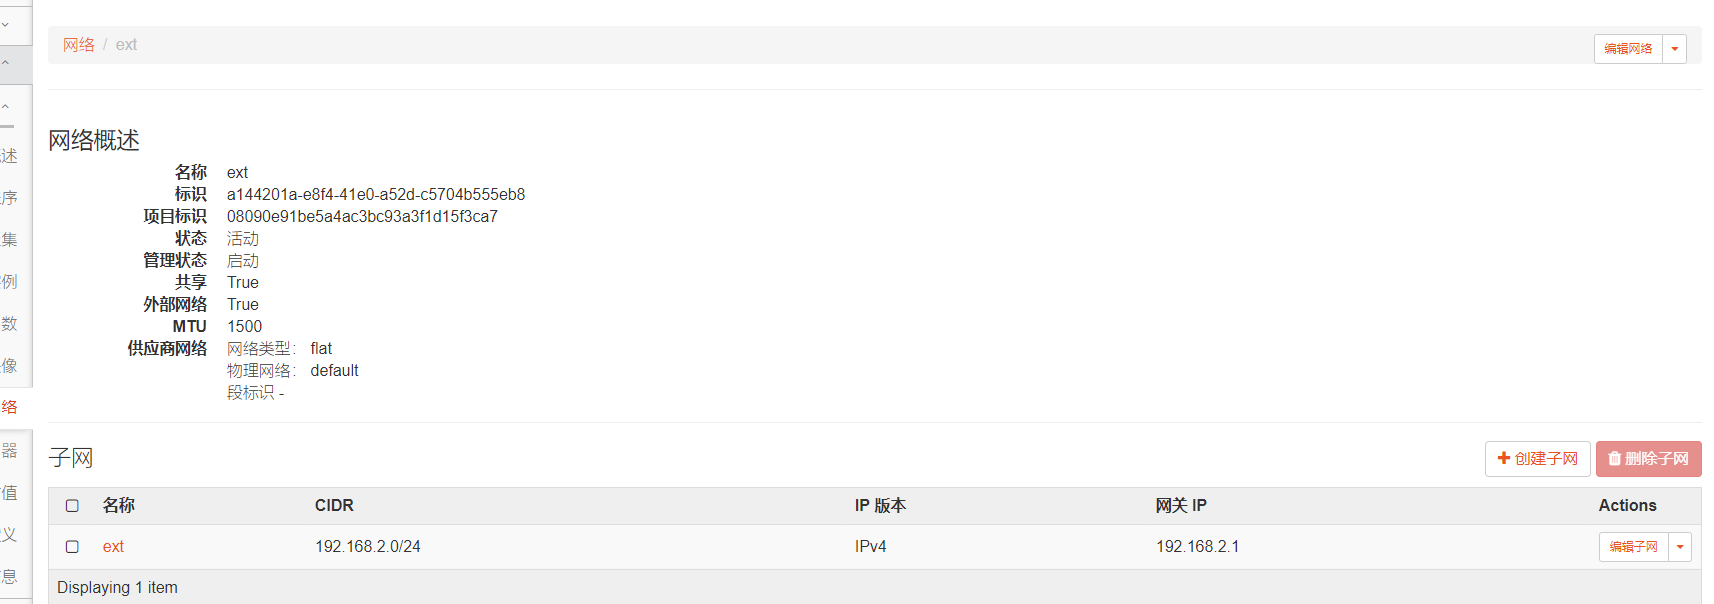 网络 / ext
编辑网络
网络概述
名称 ext
标识 a144201a-e8f4-41e0-a52d-c5704b555eb8
项目标识 08090e91be5a4ac3bc93a3f1d15f3ca7
状态 活动
管理状态 启动
共享 True
外部网络 True
MTU 1500
供应商网络 网络类型： flat
物理网络： default
段标识 -
子网
创建子网 删除子网
名称 CIDR IP 版本 网关 IP Actions
ext 192.168.2.0/24 IPv4 192.168.2.1 编辑子网
Displaying 1 item
述
序
集
例
数
像
络
器
值
义
息